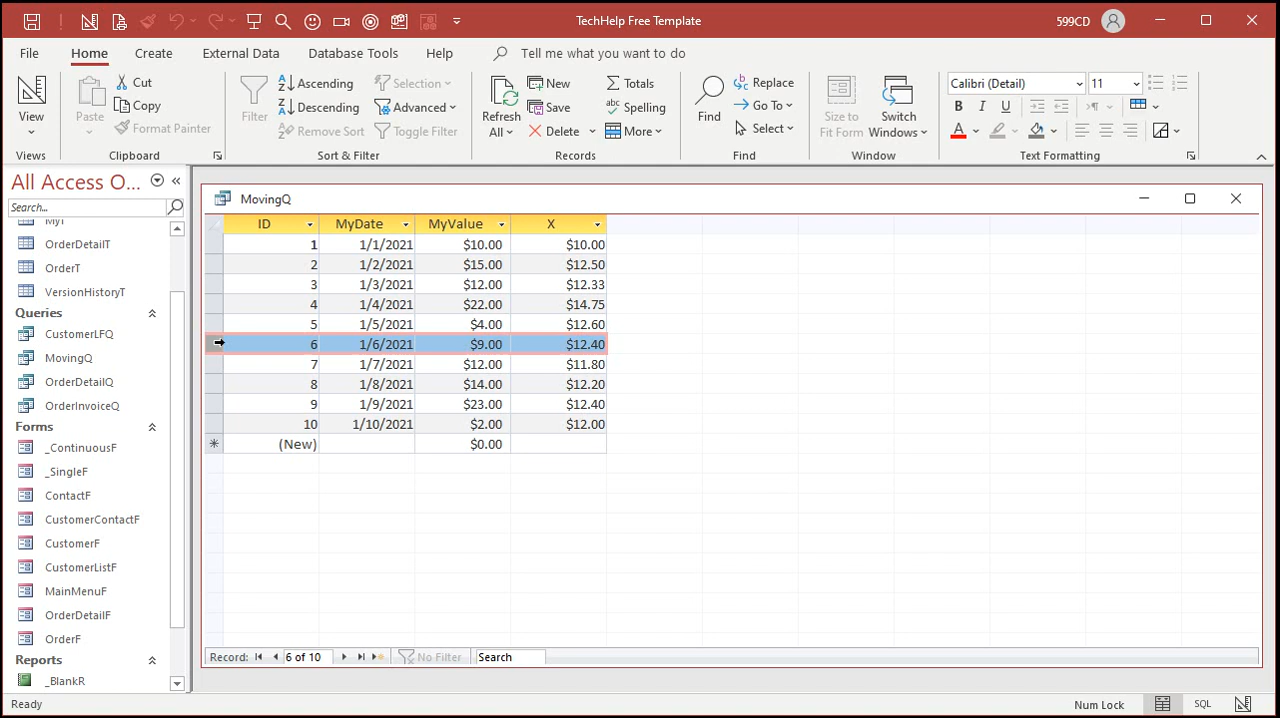 TechHelp Free Template
599CD
File Home Create External Data Database Tools Help Tell me what you want to do
View
Views
Paste
Cut
Copy
Format Painter
Clipboard
Filter
Ascending
Descending
Remove Sort
Selection
Advanced
Toggle Filter
Sort & Filter
Refresh
All
New
Save
Delete
Totals
Spelling
More
Records
Find
Replace
Go To
Select
Find
Size to
Fit Form
Switch
Windows
Window
Calibri (Detail) 11
B I U
A
Text Formatting
All Access O...
Search...
MyT
OrderDetailT
OrderT
VersionHistoryT
Queries
CustomerLFQ
MovingQ
OrderDetailQ
OrderInvoiceQ
Forms
_ContinuousF
_SingleF
ContactF
CustomerContactF
CustomerF
CustomerListF
MainMenuF
OrderDetailF
OrderF
Reports
_BlankR
MovingQ
ID MyDate MyValue X
1 1/1/2021 $10.00 $10.00
2 1/2/2021 $15.00 $12.50
3 1/3/2021 $12.00 $12.33
4 1/4/2021 $22.00 $14.75
5 1/5/2021 $4.00 $12.60
6 1/6/2021 $9.00 $12.40
7 1/7/2021 $12.00 $11.80
8 1/8/2021 $14.00 $12.20
9 1/9/2021 $23.00 $12.40
10 1/10/2021 $2.00 $12.00
(New) $0.00
Record: 6 of 10 No Filter Search
Ready
Num Lock SQL